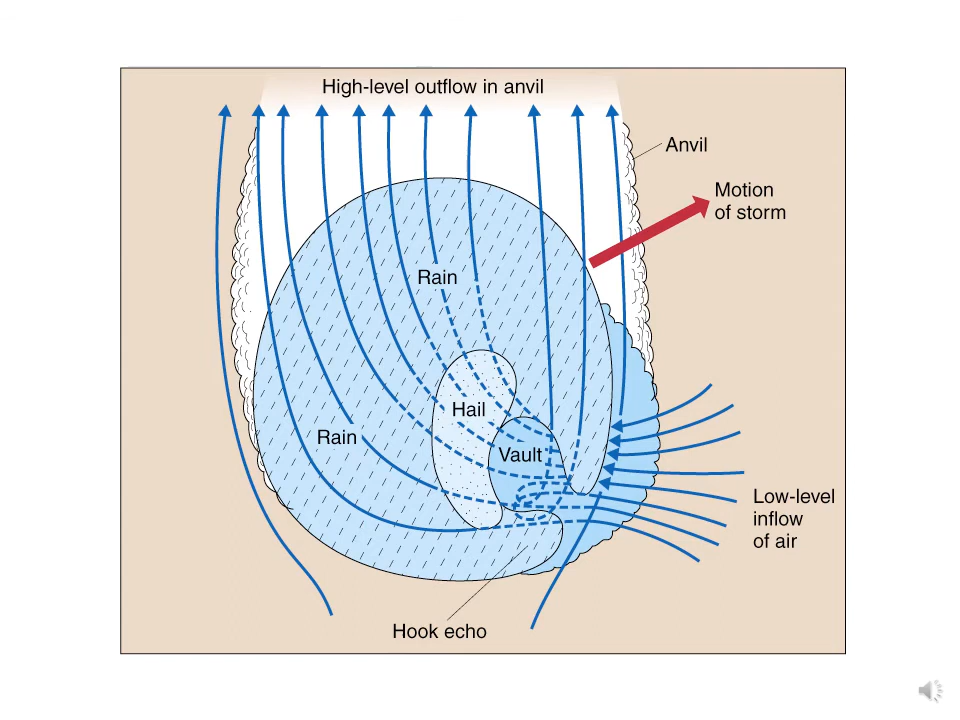 High-level outflow in anvil
Anvil
Motion
of storm
Rain
Hail
Rain
Vault
Low-level
inflow
of air
Hook echo